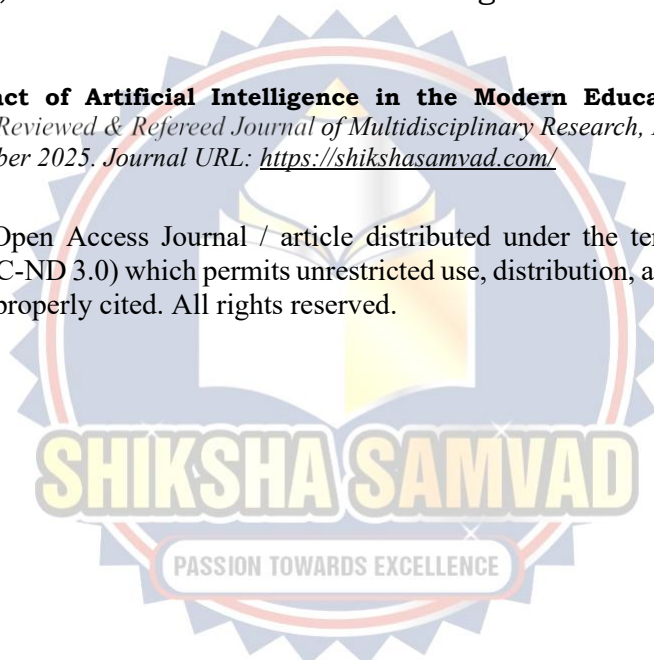 act of Artificial Intelligence in the Modern Educa
Reviewed & Refereed Journal of Multidisciplinary Research,
ber 2025. Journal URL: https://shikshasamvad.com/
Open Access Journal / article distributed under the ter
C-ND 3.0) which permits unrestricted use, distribution, a
properly cited. All rights reserved.
SHIKSHA SAMVAD
PASSION TOWARDS EXCELLENCE